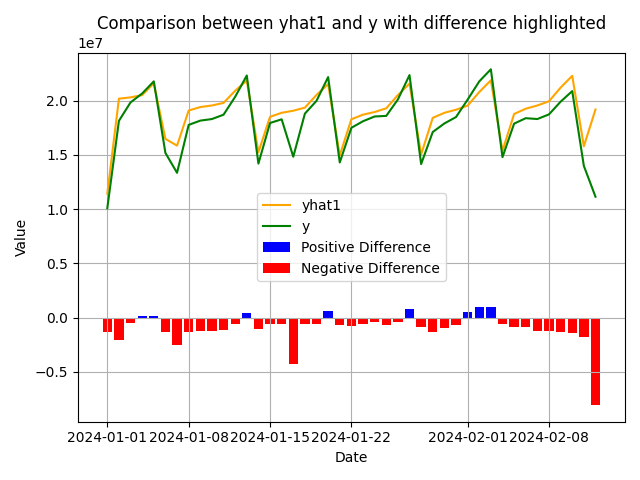 Comparison between yhat1 and y with difference highlighted
1e7
2.0
1.5
1.0
0.5
0.0
−0.5
Value
yhat1
y
Positive Difference
Negative Difference
2024-01-01 2024-01-08 2024-01-15 2024-01-22 2024-02-01 2024-02-08
Date